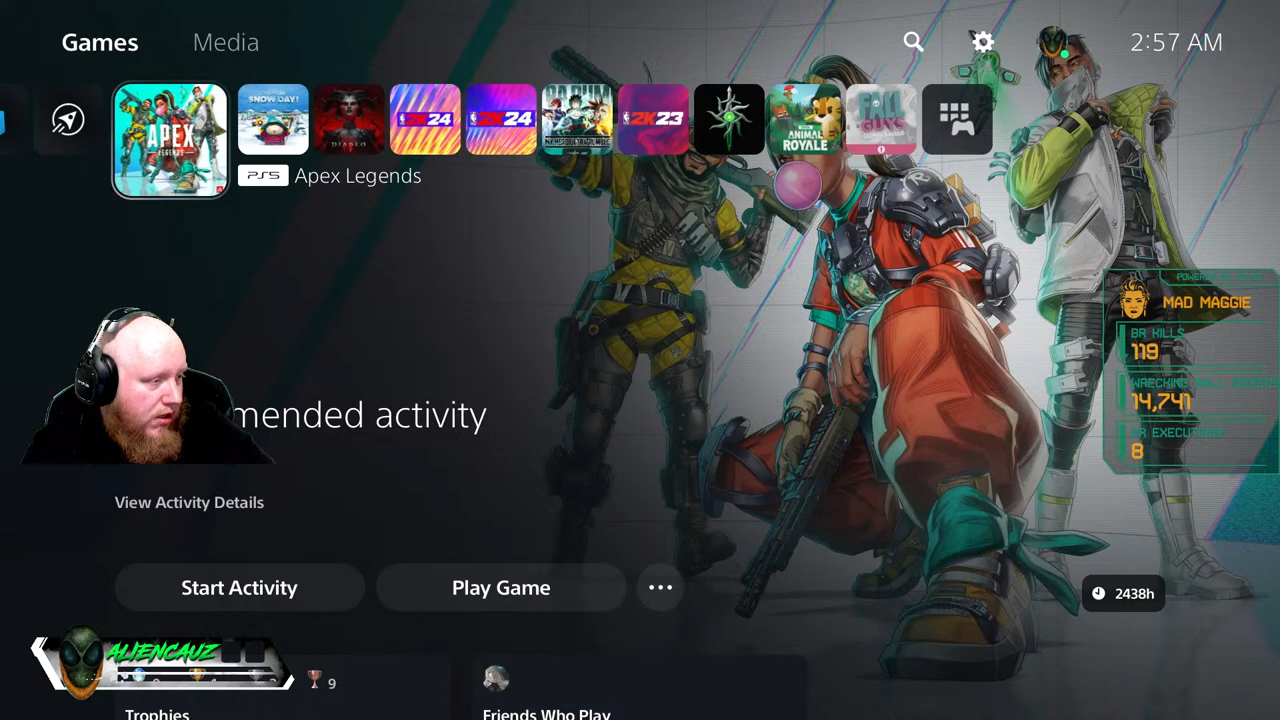 Games Media 2:57 AM
APEX
LEGENDS
SNOW DAY!
DIABLO
2K24
2K24
2K23
ANIMAL
ROYALE
FALL
GUYS
PS5 Apex Legends
MAD MAGGIE
BR KILLS
119
14,741
8
mended activity
View Activity Details
Start Activity Play Game
2438h
ALIENCAUZ
9
Trophies Friends Who Play